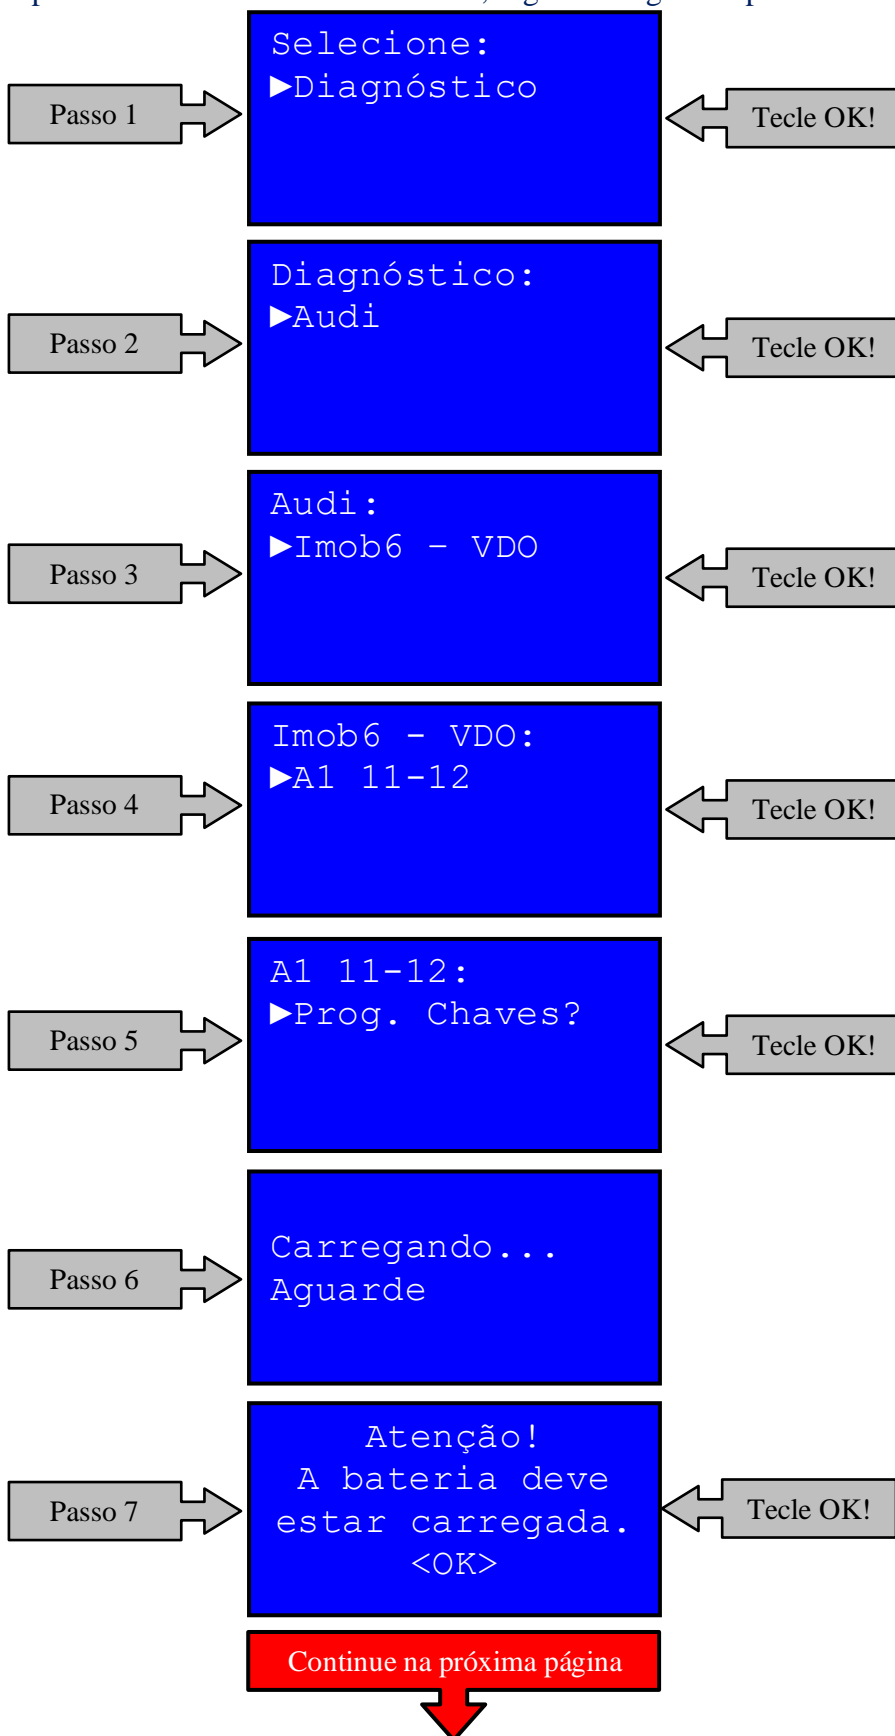 Selecione:
►Diagnóstico
Passo 1
Tecle OK!
Diagnóstico:
►Audi
Passo 2
Tecle OK!
Audi:
►Imob6 – VDO
Passo 3
Tecle OK!
Imob6 - VDO:
►A1 11-12
Passo 4
Tecle OK!
A1 11-12:
►Prog. Chaves?
Passo 5
Tecle OK!
Carregando...
Aguarde
Passo 6
Atenção!
A bateria deve
estar carregada.
<OK>
Passo 7
Tecle OK!
Continue na próxima página